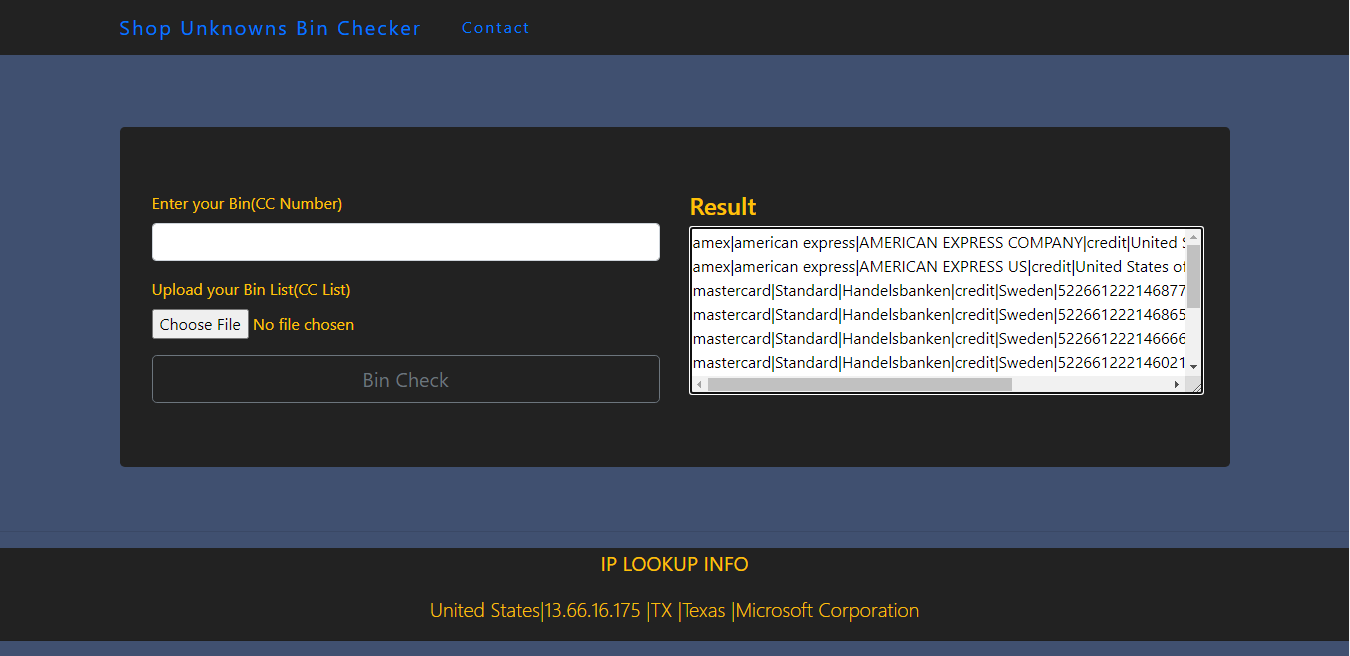 Shop Unknowns Bin Checker
Contact
Enter your Bin(CC Number)
Upload your Bin List(CC List)
Choose File No file chosen
Bin Check
Result
amex|american express|AMERICAN EXPRESS COMPANY|credit|United
amex|american express|AMERICAN EXPRESS US|credit|United States of
mastercard|Standard|Handelsbanken|credit|Sweden|522661222146877
mastercard|Standard|Handelsbanken|credit|Sweden|522661222146865
mastercard|Standard|Handelsbanken|credit|Sweden|522661222146666
mastercard|Standard|Handelsbanken|credit|Sweden|522661222146021
IP LOOKUP INFO
United States|13.66.16.175 |TX |Texas |Microsoft Corporation